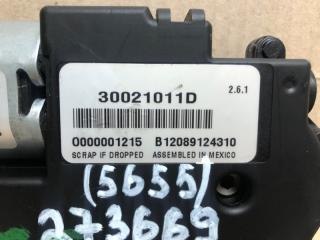 30021011D 2.6.1
0000001215 B12089124310
SCRAP IF DROPPED ASSEMBLED IN MEXICO
(5655)
273669